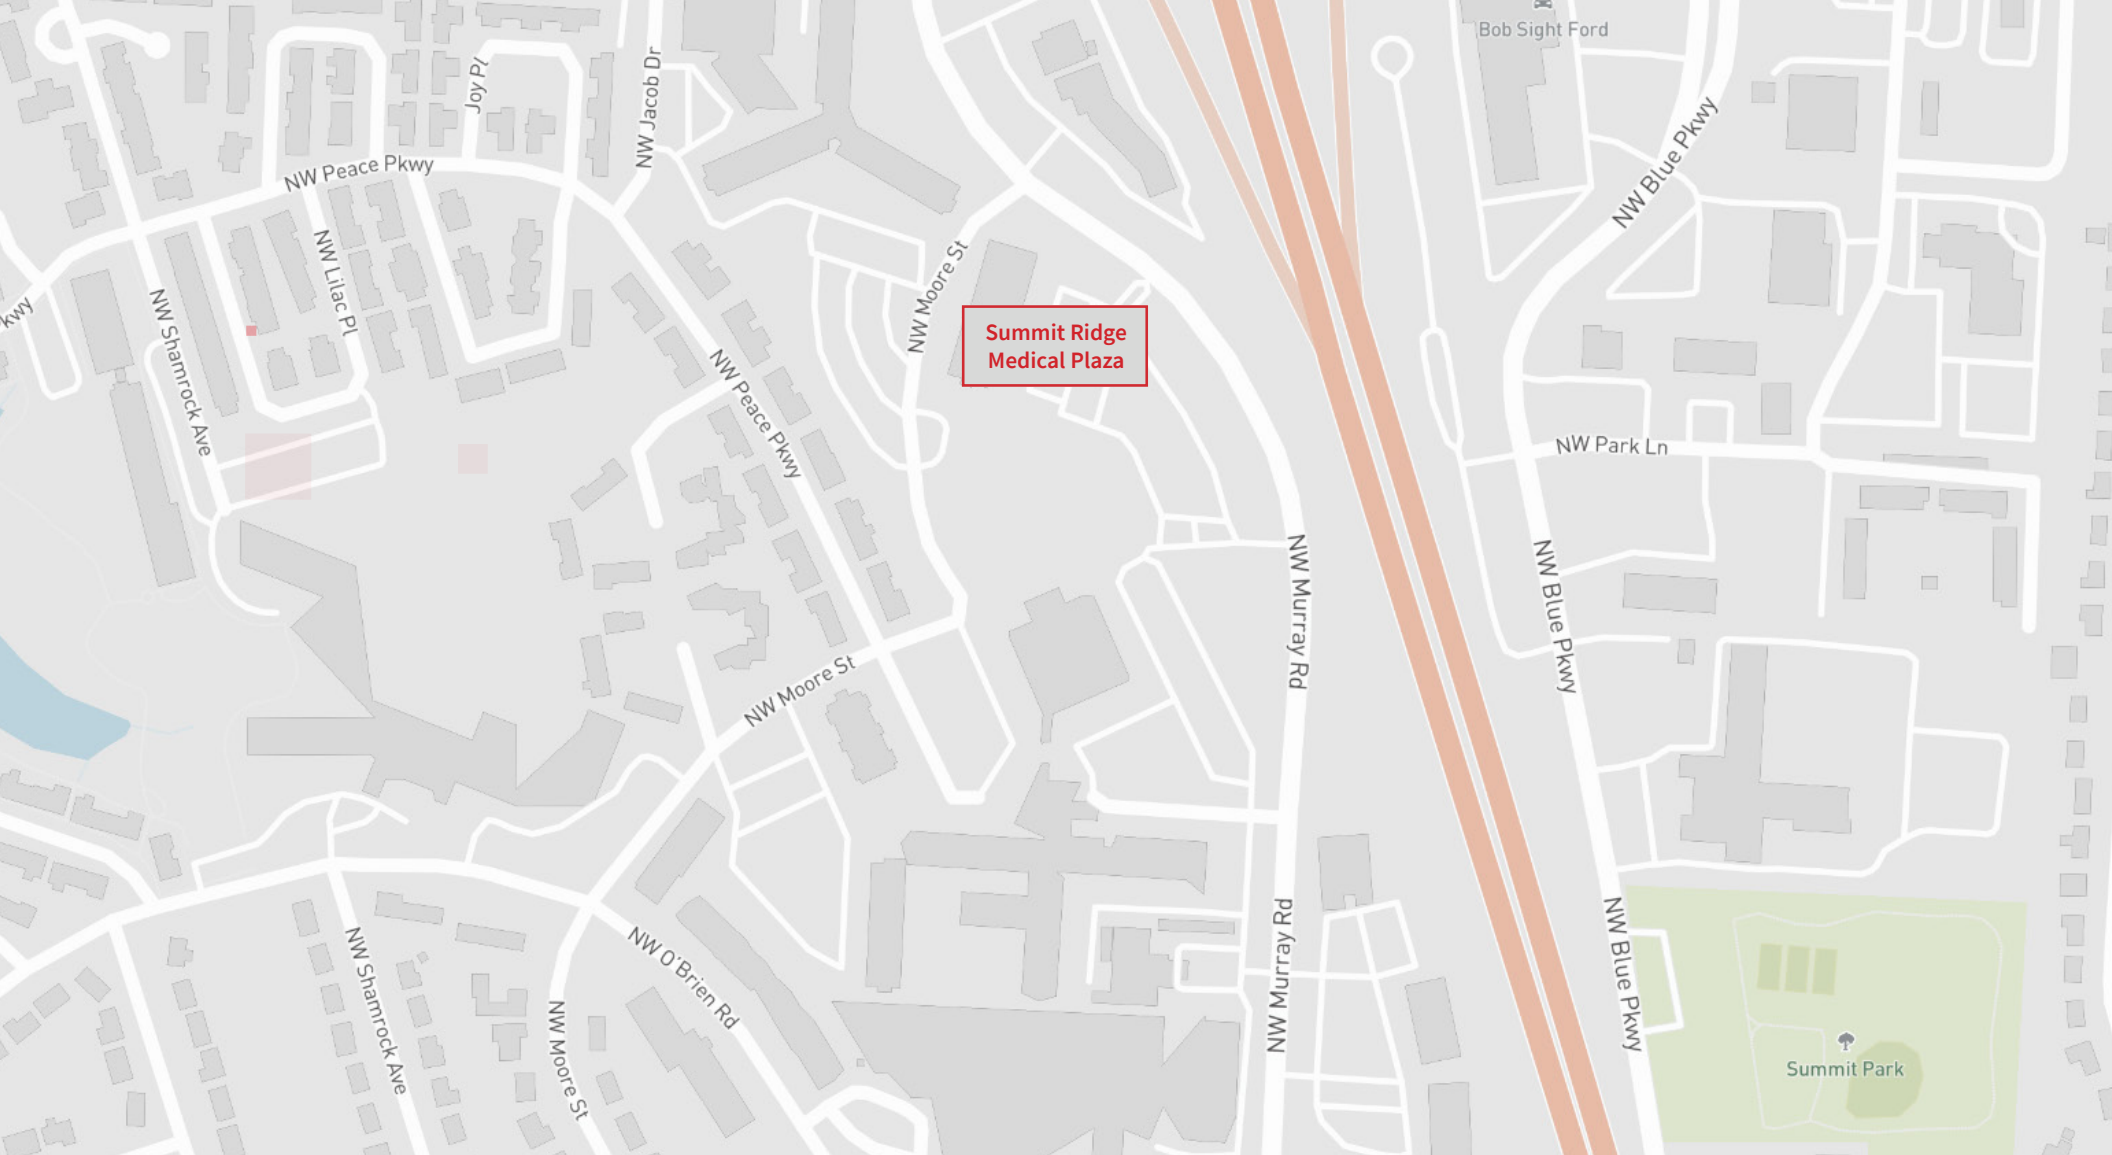 Bob Sight Ford
Joy Pl
NW Jacob Dr
NW Blue Pkwy
NW Peace Pkwy
NW Lilac Pl
NW Moore St
kwy
NW Shamrock Ave
Summit Ridge
Medical Plaza
NW Peace Pkwy
NW Park Ln
NW Murray Rd
NW Blue Pkwy
NW Moore St
NW Murray Rd
NW Blue Pkwy
NW O'Brien Rd
NW Shamrock Ave
NW Moore St
Summit Park